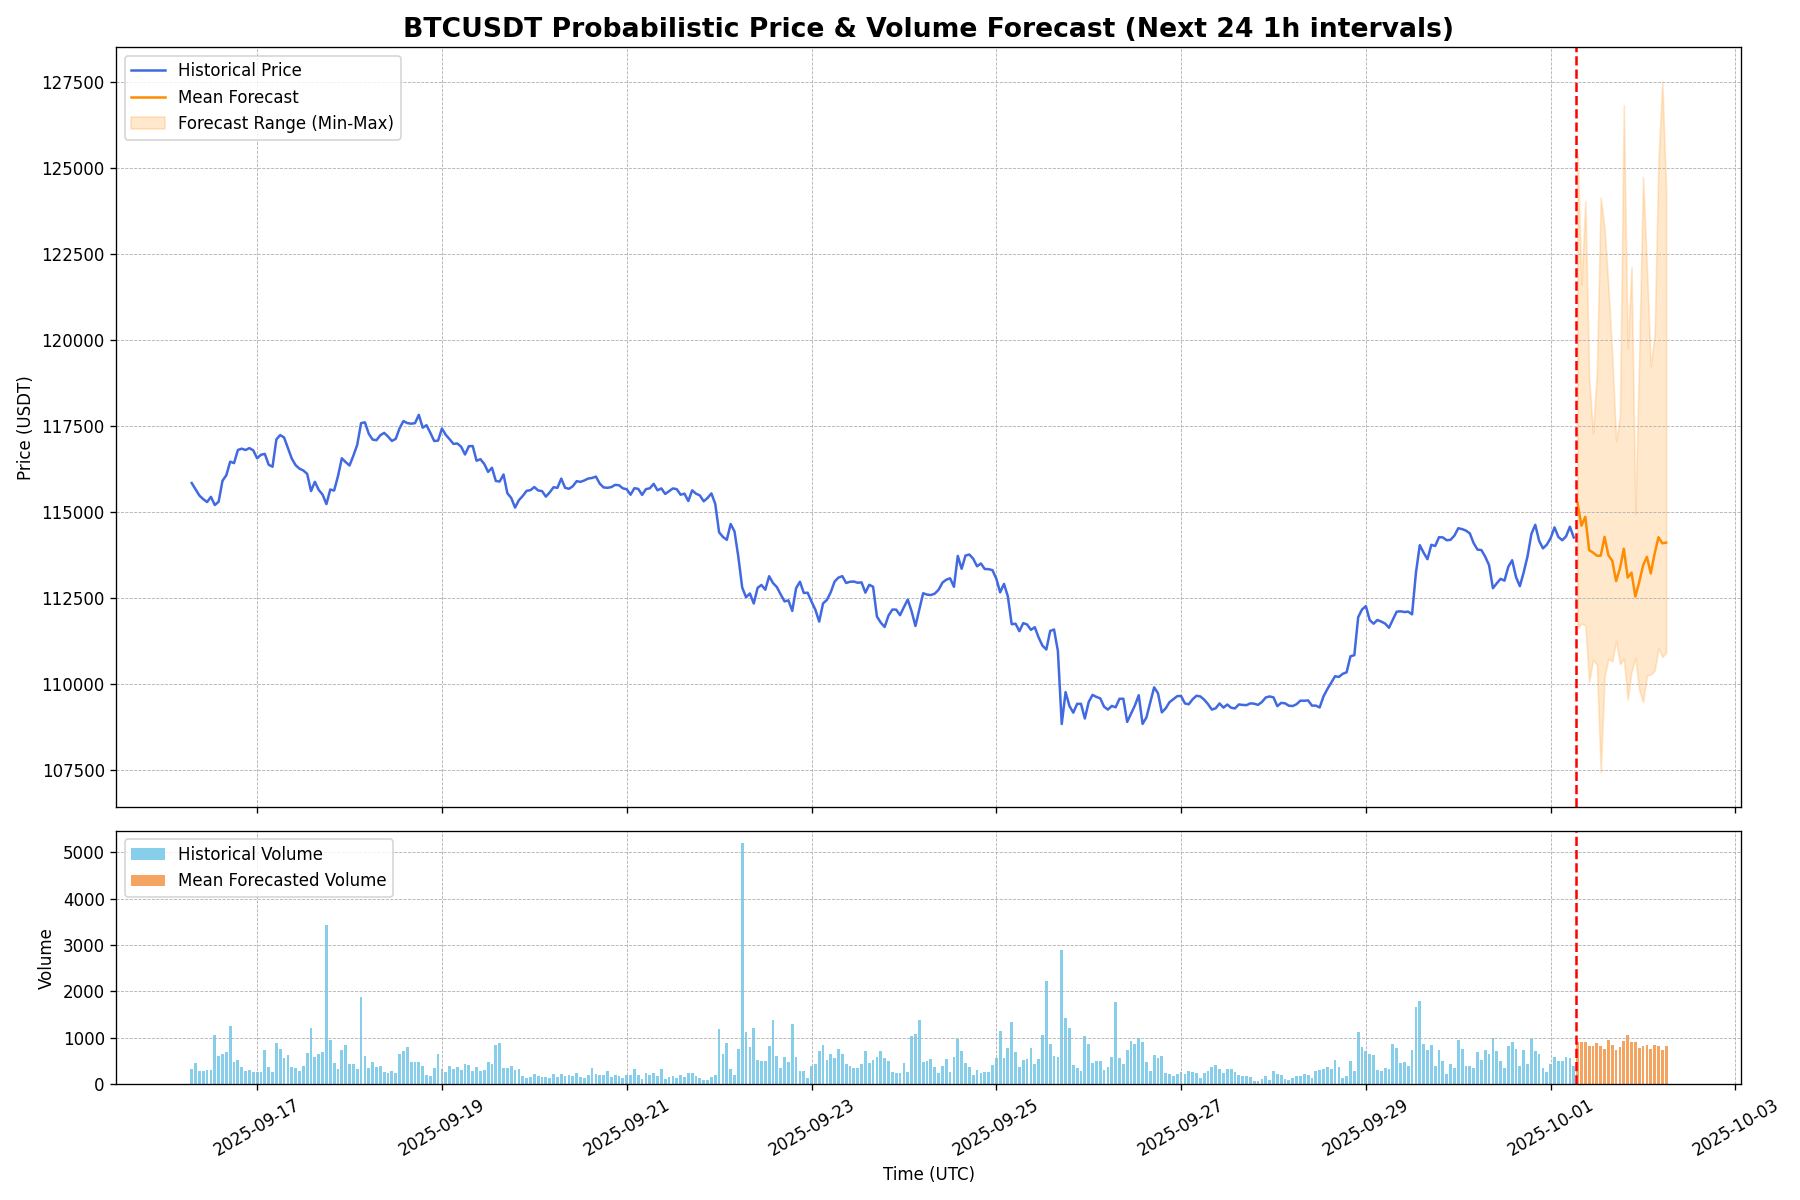 BTCUSDT Probabilistic Price & Volume Forecast (Next 24 1h intervals)
Historical Price
Mean Forecast
Forecast Range (Min-Max)
127500
125000
122500
120000
117500
115000
112500
110000
107500
Price (USDT)
Historical Volume
Mean Forecasted Volume
5000
4000
3000
2000
1000
0
Volume
2025-09-17
2025-09-19
2025-09-21
2025-09-23
2025-09-25
2025-09-27
2025-09-29
2025-10-01
2025-10-03
Time (UTC)